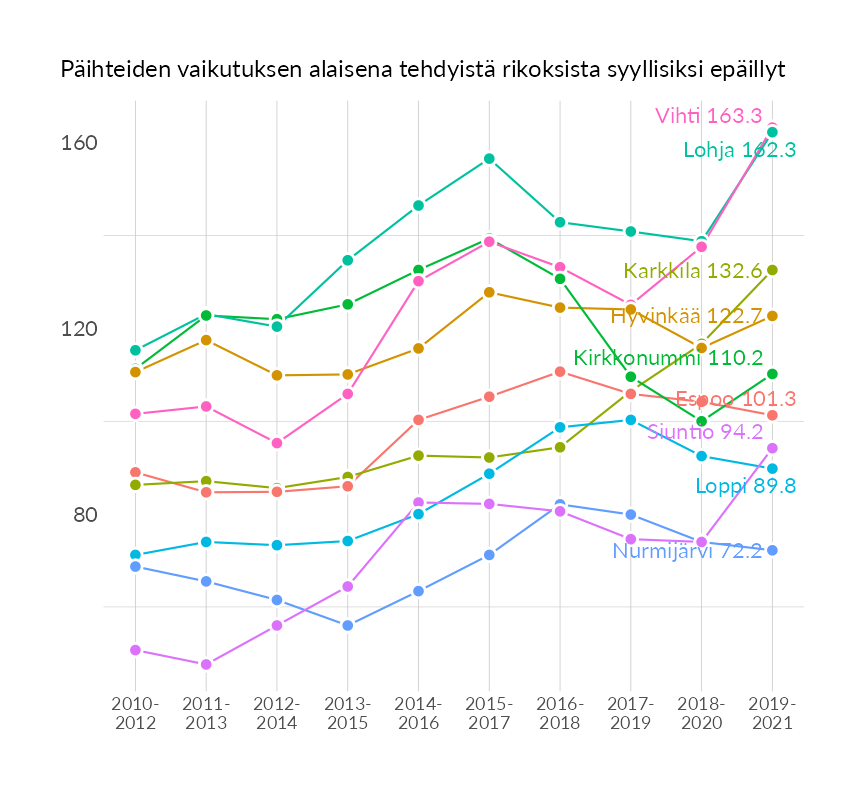 Päihteiden vaikutuksen alaisena tehdyistä rikoksista syyllisiksi epäillyt
160
120
80
Vihti 163.3
Lohja 162.3
Karkkila 132.6
Hyvinkää 122.7
Kirkkonummi 110.2
Espoo 101.3
Siuntio 94.2
Loppi 89.8
Nurmijärvi 72.2
2010-
2012
2011-
2013
2012-
2014
2013-
2015
2014-
2016
2015-
2017
2016-
2018
2017-
2019
2018-
2020
2019-
2021